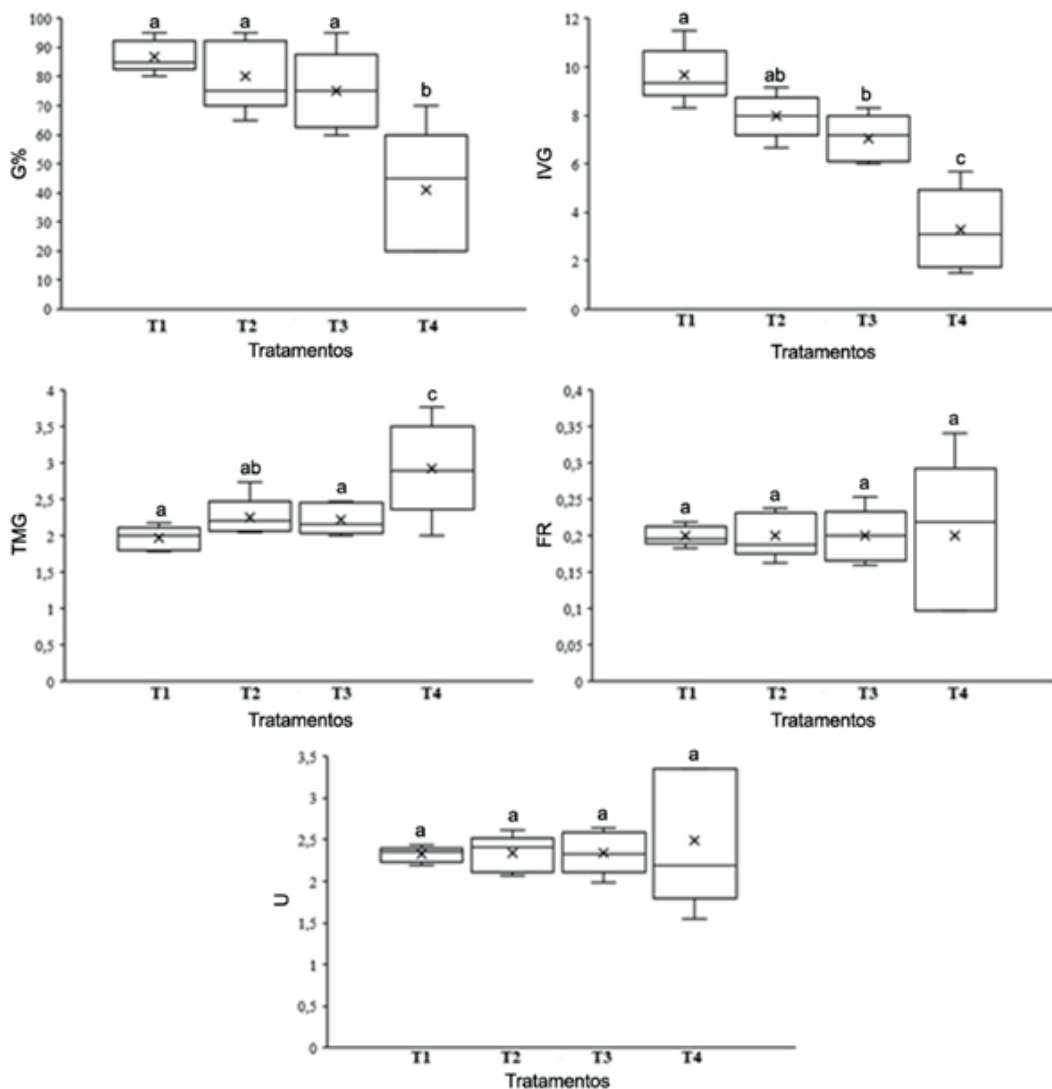 G%
100
90
80
70
60
50
40
30
20
10
0
a
a
a
b
T1 T2 T3 T4
Tratamentos
IVG
12
10
8
6
4
2
0
a
ab
b
c
T1 T2 T3 T4
Tratamentos
TMG
4
3,5
3
2,5
2
1,5
1
0,5
0
a
ab
a
c
T1 T2 T3 T4
Tratamentos
FR
0,4
0,35
0,3
0,25
0,2
0,15
0,1
0,05
0
a
a
a
a
T1 T2 T3 T4
Tratamentos
U
3,5
3
2,5
2
1,5
1
0,5
0
a
a
a
a
T1 T2 T3 T4
Tratamentos